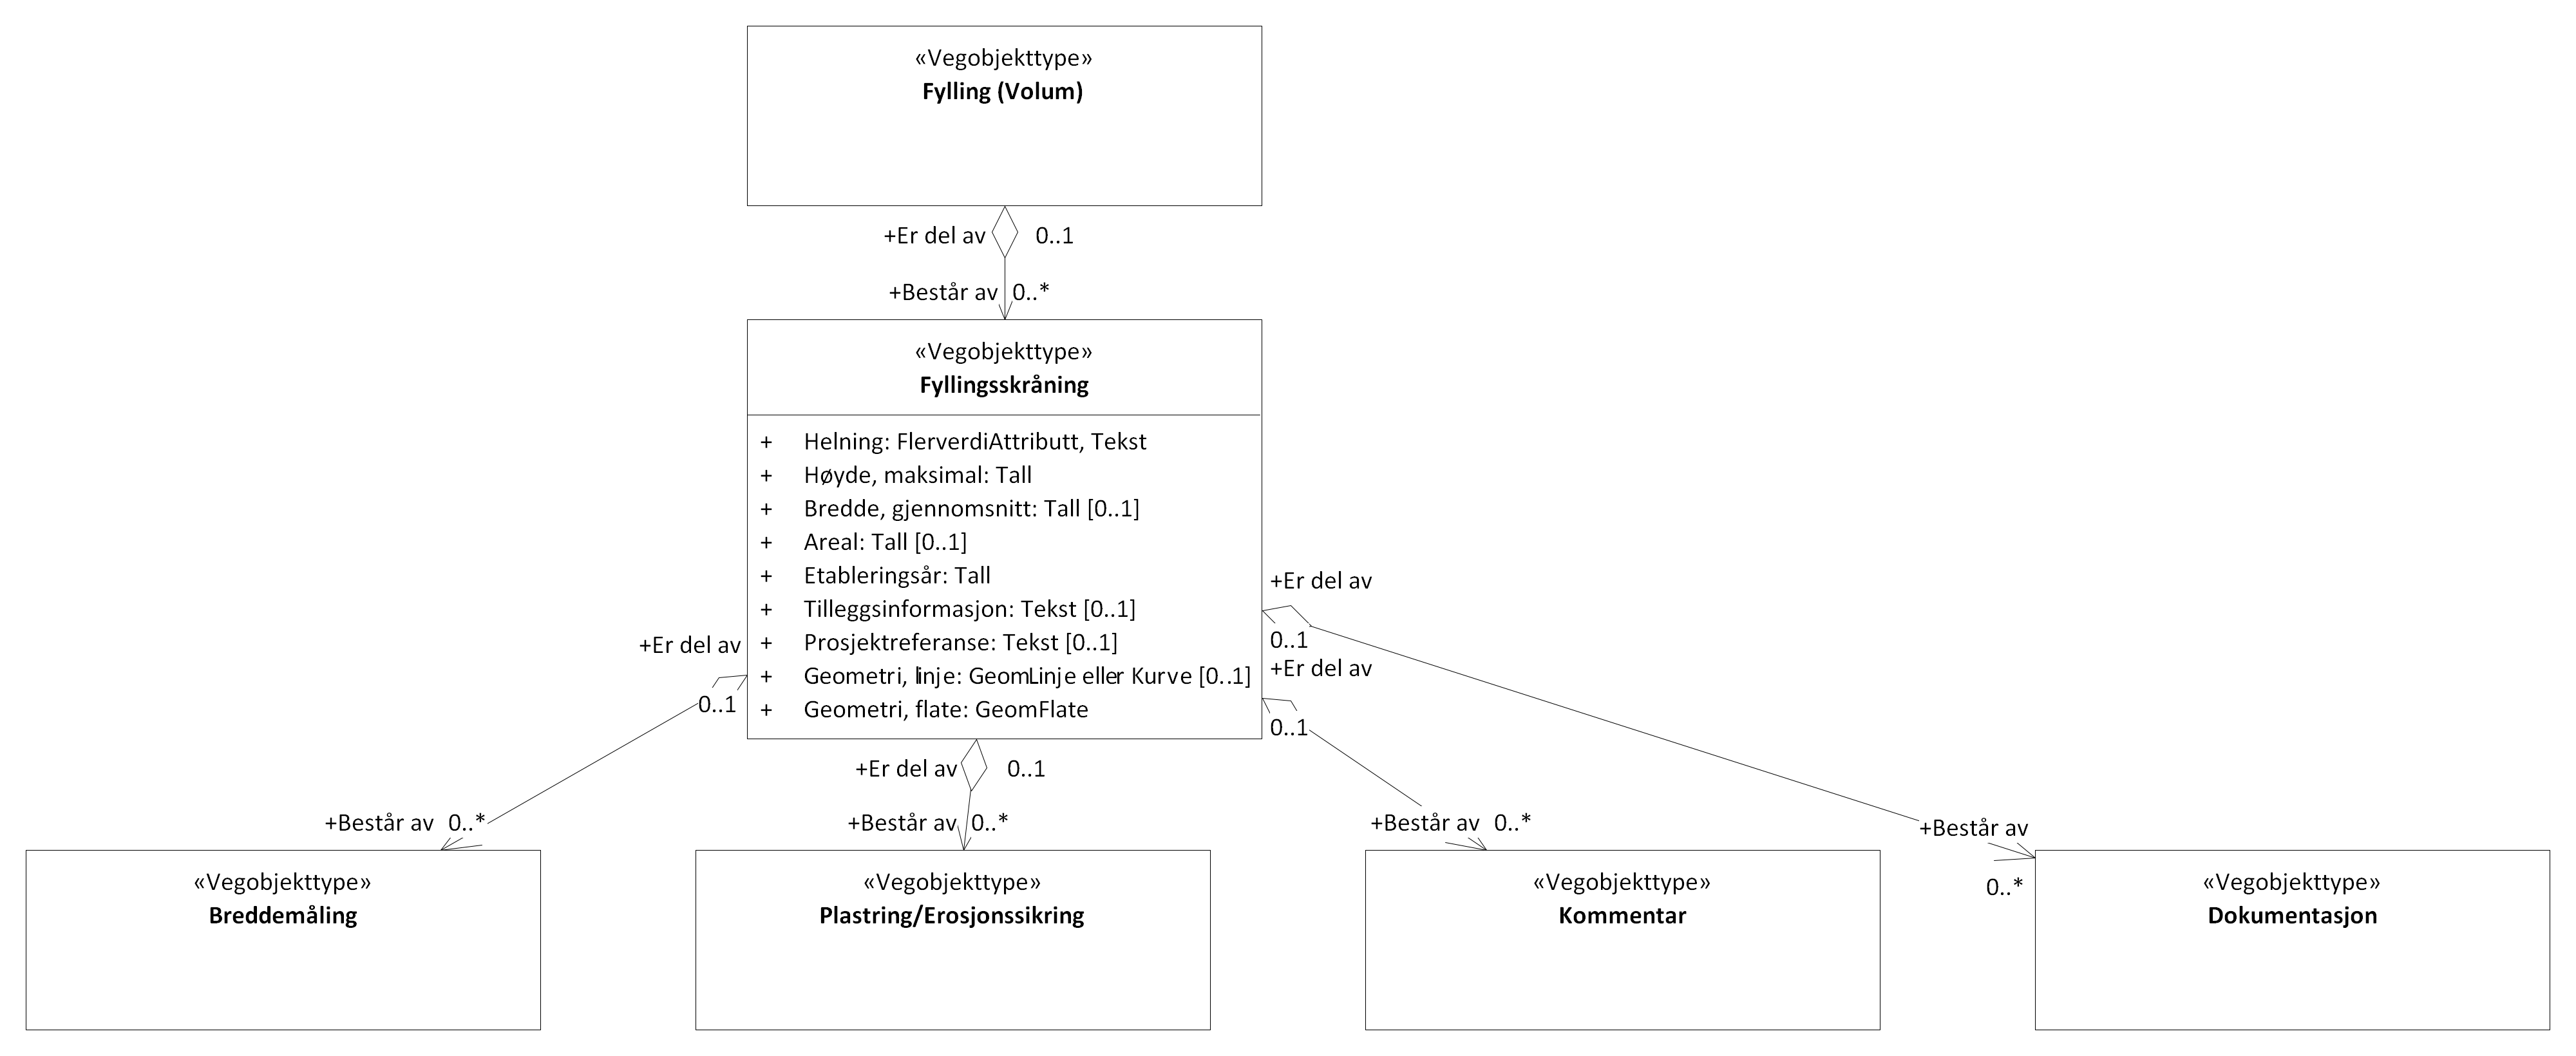 «Vegobjekttype»
Fylling (Volum)
+Er del av 0..1
+Består av 0..*
«Vegobjekttype»
Fyllingsskråning
+ Helning: FlerverdiAttributt, Tekst
+ Høyde, maksimal: Tall
+ Bredde, gjennomsnitt: Tall [0..1]
+ Areal: Tall [0..1]
+ Etableringsår: Tall
+ Tilleggsinformasjon: Tekst [0..1]
+ Prosjektreferanse: Tekst [0..1]
+ Geometri, linje: GeomLinje eller Kurve [0..1]
+ Geometri, flate: GeomFlate
+Er del av
0..1
+Består av 0..*
+Er del av 0..1
+Består av 0..*
+Er del av
0..1
+Er del av
0..1
+Består av 0..*
+Består av
0..*
«Vegobjekttype»
Breddemåling
«Vegobjekttype»
Plastring/Erosjonssikring
«Vegobjekttype»
Kommentar
«Vegobjekttype»
Dokumentasjon